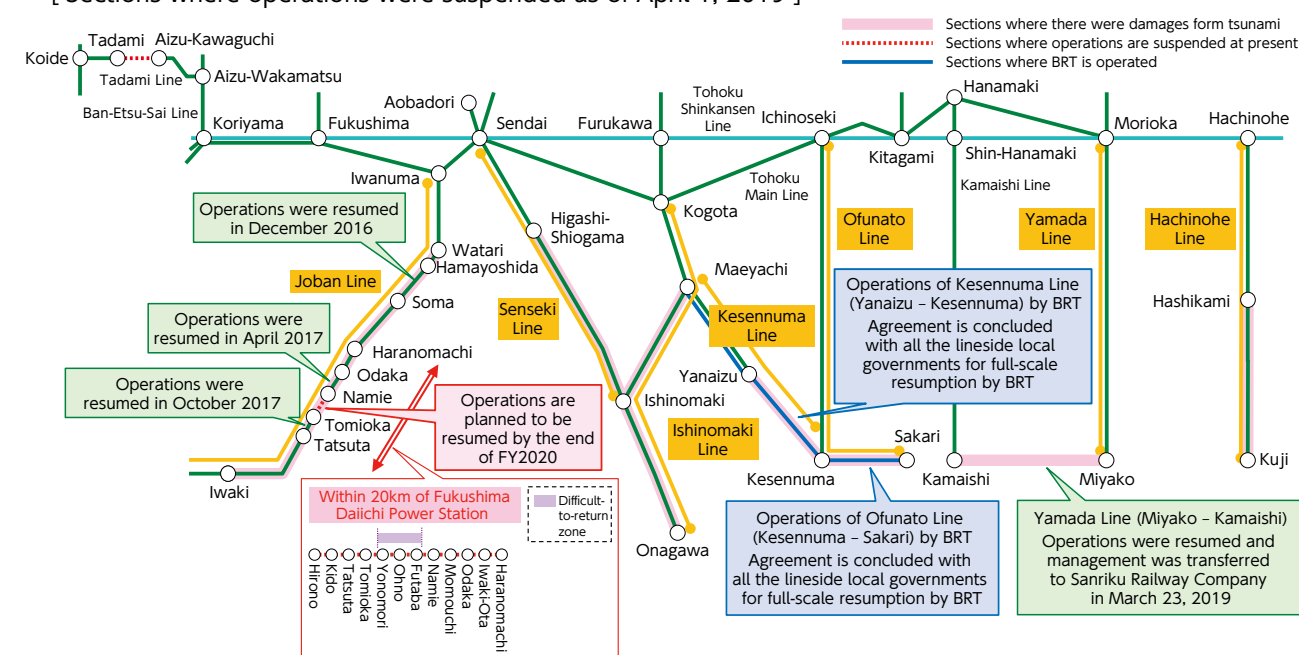 [ Sections where operations were suspended as of April 1, 2019 ]
Sections where there were damages form tsunami
Sections where operations are suspended at present
Sections where BRT is operated
Koide
Tadami
Aizu-Kawaguchi
Tadami Line
Aizu-Wakamatsu
Ban-Etsu-Sai Line
Koriyama
Fukushima
Aobadori
Sendai
Furukawa
Tohoku
Shinkansen
Line
Ichinoseki
Kitagami
Hanamaki
Shin-Hanamaki
Morioka
Hachinohe
Iwanuma
Tohoku
Main Line
Kamaishi Line
Kogota
Higashi-
Shiogama
Operations were resumed
in December 2016
Watari
Hamayoshida
Joban Line
Soma
Ofunato
Line
Yamada
Line
Hachinohe
Line
Maeyachi
Hashikami
Senseki
Line
Kesennuma
Line
Operations of Kesennuma Line
(Yanaizu – Kesennuma) by BRT
Agreement is concluded
with all the lineside local
governments for full-scale
resumption by BRT
Operations were
resumed in April 2017
Haranomachi
Odaka
Namie
Operations were
resumed in October 2017
Tomioka
Tatsuta
Operations are
planned to be
resumed by the end
of FY2020
Yanaizu
Ishinomaki
Ishinomaki
Line
Iwaki
Sakari
Kesennuma
Kamaishi
Miyako
Kuji
Onagawa
Within 20km of Fukushima
Daiichi Power Station
Difficult-
to-return
zone
Hirono
Kido
Tatsuta
Tomioka
Yonomori
Ohno
Futaba
Namie
Momouchi
Odaka
Iwaki-Ota
Haranomachi
Operations of Ofunato Line
(Kesennuma – Sakari) by BRT
Agreement is concluded with
all the lineside local governments
for full-scale resumption by BRT
Yamada Line (Miyako – Kamaishi)
Operations were resumed and
management was transferred
to Sanriku Railway Company
in March 23, 2019